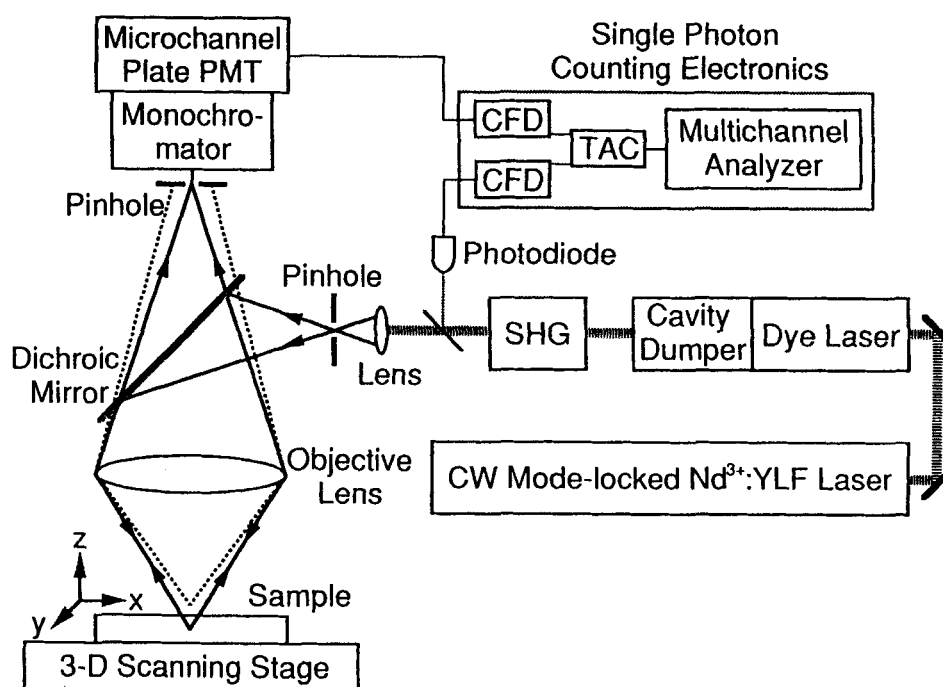 Microchannel
Plate PMT
Monochro-
mator
Single Photon
Counting Electronics
CFD
TAC
Multichannel
Analyzer
CFD
Pinhole
Photodiode
Pinhole
SHG
Cavity
Dumper
Dye Laser
Dichroic
Mirror
Lens
Objective
Lens
CW Mode-locked Nd³⁺:YLF Laser
z
x
y
Sample
3-D Scanning Stage